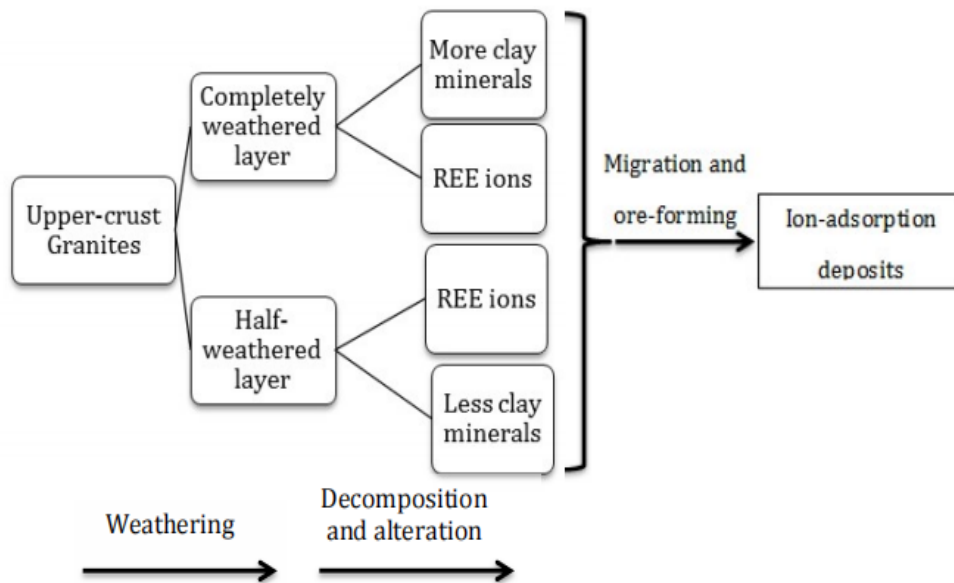 Upper-crust
Granites
Completely
weathered
layer
Half-
weathered
layer
More clay
minerals
REE ions
REE ions
Less clay
minerals
Migration and
ore-forming
Ion-adsorption
deposits
Weathering
Decomposition
and alteration